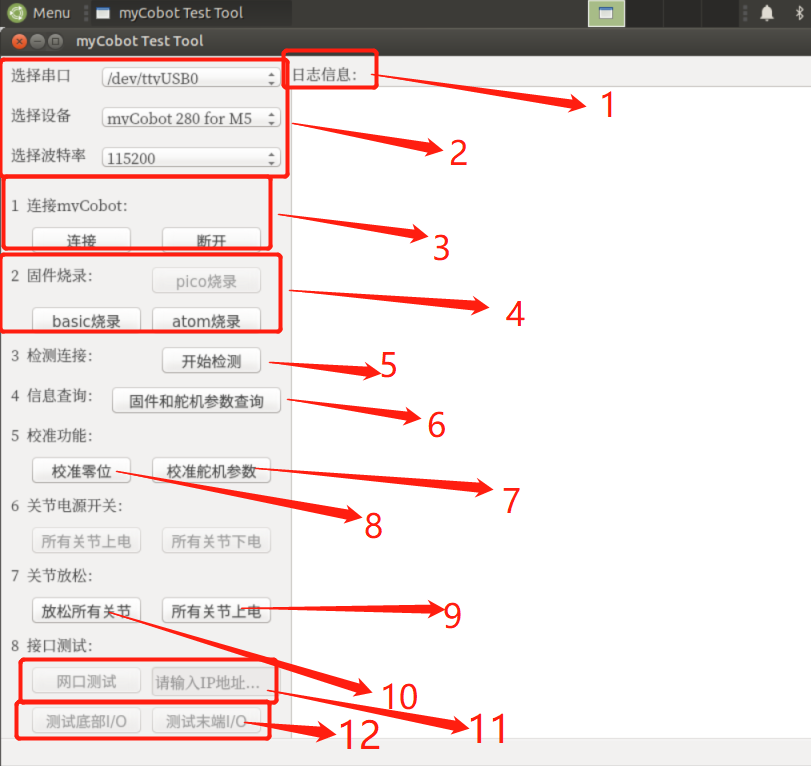 Menu myCobot Test Tool
myCobot Test Tool
选择串口 /dev/ttyUSB0
日志信息:
1
选择设备 myCobot 280 for M5
2
选择波特率 115200
1 连接myCobot:
连接 断开
3
2 固件烧录:
pico烧录
basic烧录 atom烧录
4
3 检测连接: 开始检测
5
4 信息查询: 固件和舵机参数查询
6
5 校准功能:
校准零位 校准舵机参数
7
8
6 关节电源开关:
所有关节上电 所有关节下电
7 关节放松:
放松所有关节 所有关节上电
9
8 接口测试:
网口测试 请输入IP地址...
10
11
测试底部I/O 测试末端I/O
12